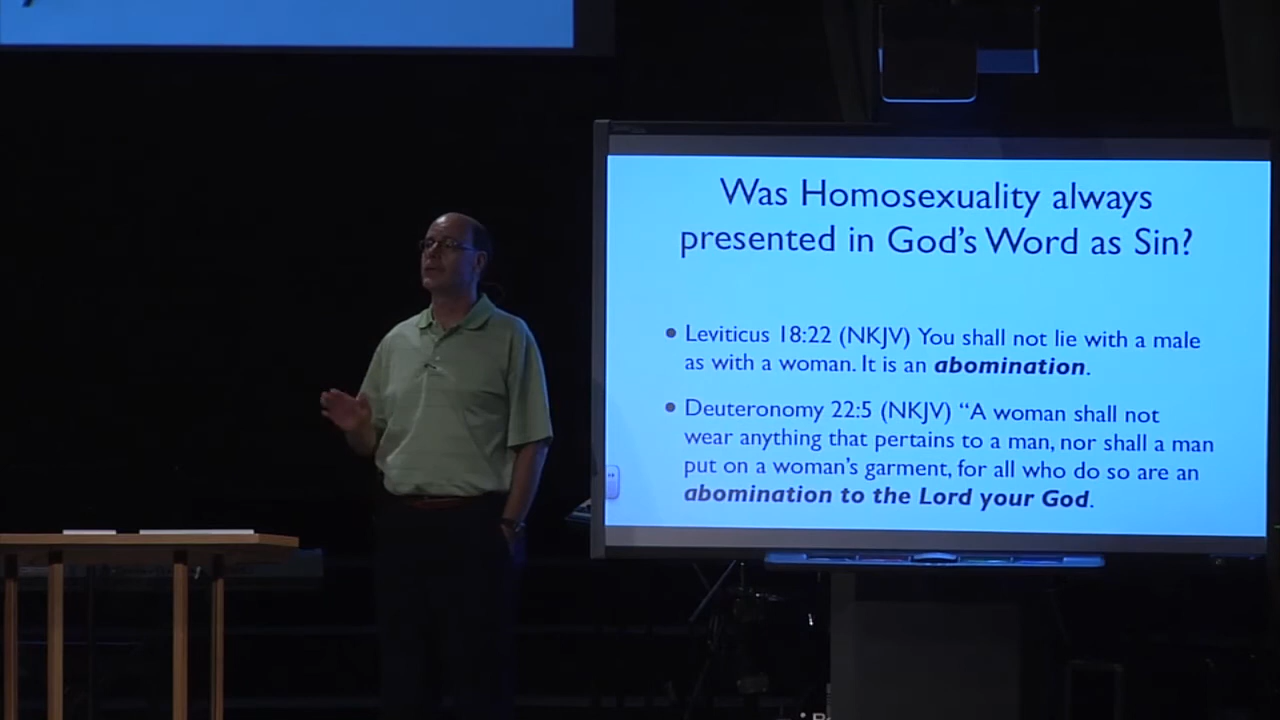 Was Homosexuality always
presented in God's Word as Sin?
• Leviticus 18:22 (NKJV) You shall not lie with a male
as with a woman. It is an abomination.
• Deuteronomy 22:5 (NKJV) “A woman shall not
wear anything that pertains to a man, nor shall a man
put on a woman's garment, for all who do so are an
abomination to the Lord your God.